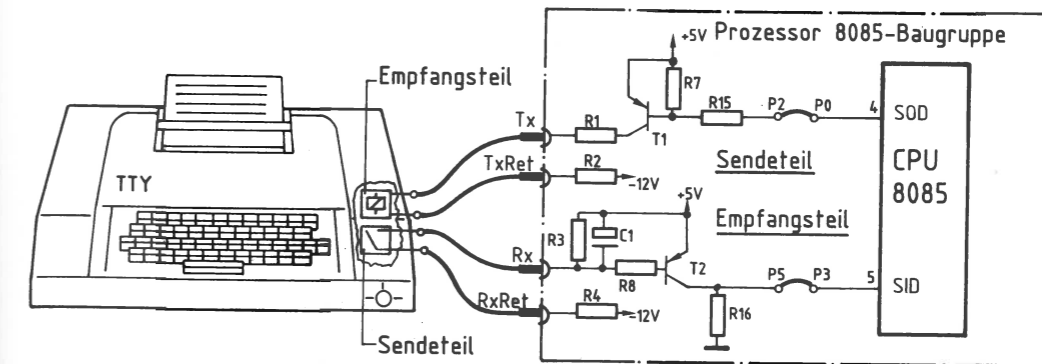 Prozessor 8085-Baugruppe
+5V
Empfangsteil
R7
Tx
R1
T1
R15
P2
P0
4
SOD
TxRet
R2
-12V
Sendeteil
CPU
8085
TTY
+5V
Empfangsteil
R3
C1
Rx
R8
T2
P5
P3
5
SID
RxRet
R4
-12V
R16
Sendeteil